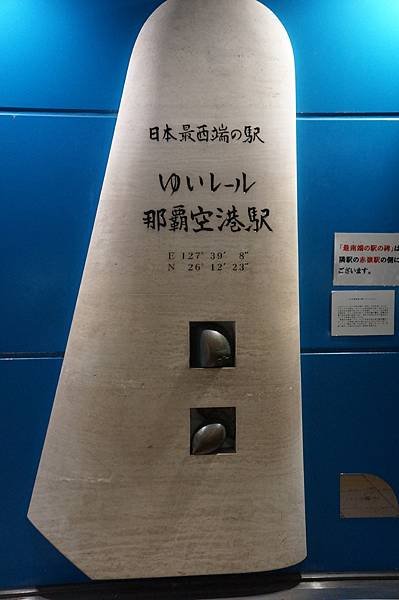 日本最西端の駅
ゆいレール
那覇空港駅
E 127° 39′ 8″
N 26° 12′ 23″
「最南端の駅の碑」は
隣駅の赤嶺駅の側に
ございます。